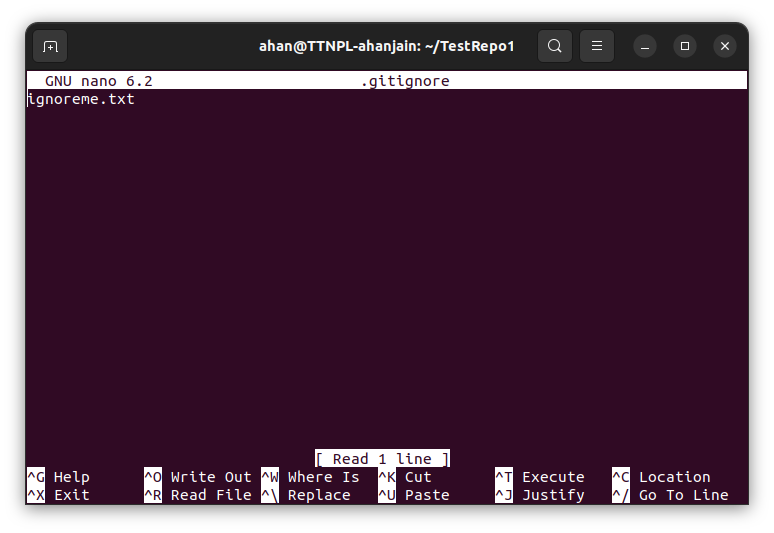 ahan@TTNPL-ahanjain: ~/TestRepo1
GNU nano 6.2 .gitignore
ignoreme.txt
[ Read 1 line ]
^G Help ^O Write Out ^W Where Is ^K Cut ^T Execute ^C Location
^X Exit ^R Read File ^\ Replace ^U Paste ^J Justify ^/ Go To Line